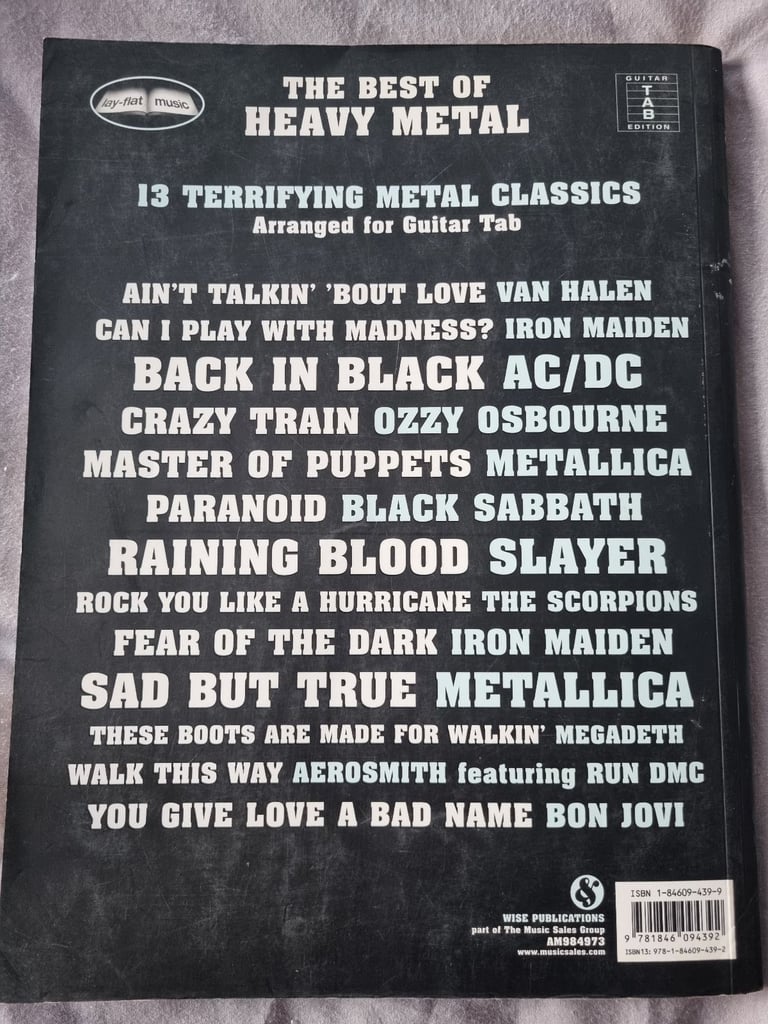 lay-flat music
THE BEST OF
HEAVY METAL
GUITAR
TAB
EDITION
13 TERRIFYING METAL CLASSICS
Arranged for Guitar Tab
AIN'T TALKIN' 'BOUT LOVE VAN HALEN
CAN I PLAY WITH MADNESS? IRON MAIDEN
BACK IN BLACK AC/DC
CRAZY TRAIN OZZY OSBOURNE
MASTER OF PUPPETS METALLICA
PARANOID BLACK SABBATH
RAINING BLOOD SLAYER
ROCK YOU LIKE A HURRICANE THE SCORPIONS
FEAR OF THE DARK IRON MAIDEN
SAD BUT TRUE METALLICA
THESE BOOTS ARE MADE FOR WALKIN' MEGADETH
WALK THIS WAY AEROSMITH featuring RUN DMC
YOU GIVE LOVE A BAD NAME BON JOVI
&
WISE PUBLICATIONS
part of The Music Sales Group
AM984973
www.musicsales.com
ISBN 1-84609-439-9
9 781846 094392
ISBN13: 978-1-84609-439-2